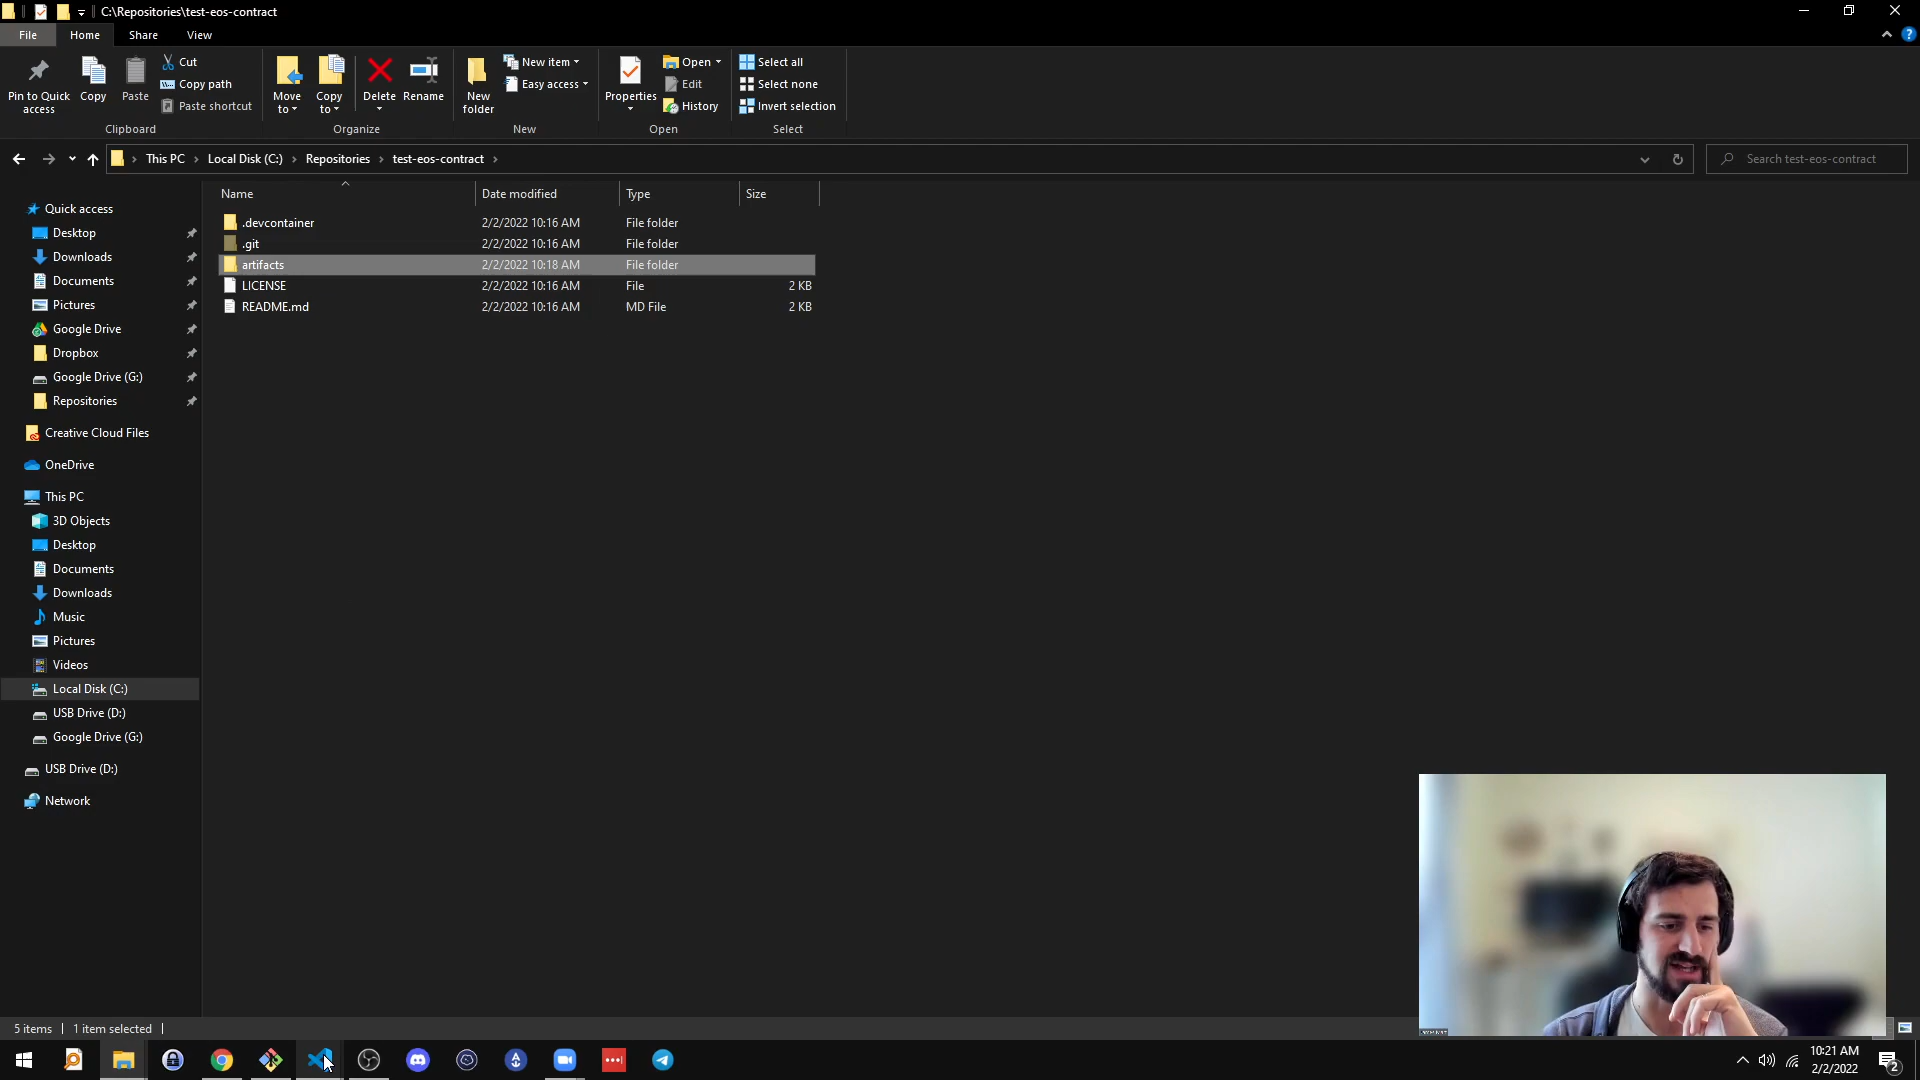 C:\Repositories\test-eos-contract
File
Home
Share
View
Pin to Quick access
Copy
Paste
Cut
Copy path
Paste shortcut
Clipboard
Move to
Copy to
Delete
Rename
Organize
New folder
New item
Easy access
New
Properties
Open
Edit
History
Open
Select all
Select none
Invert selection
Select
This PC
Local Disk (C:)
Repositories
test-eos-contract
Search test-eos-contract
Name Date modified Type Size
.devcontainer 2/2/2022 10:16 AM File folder
.git 2/2/2022 10:16 AM File folder
artifacts 2/2/2022 10:18 AM File folder
LICENSE 2/2/2022 10:16 AM File 2 KB
README.md 2/2/2022 10:16 AM MD File 2 KB
Quick access
Desktop
Downloads
Documents
Pictures
Google Drive
Dropbox
Google Drive (G:)
Repositories
Creative Cloud Files
OneDrive
This PC
3D Objects
Desktop
Documents
Downloads
Music
Pictures
Videos
Local Disk (C:)
USB Drive (D:)
Google Drive (G:)
USB Drive (D:)
Network
5 items
1 item selected
10:21 AM
2/2/2022
2